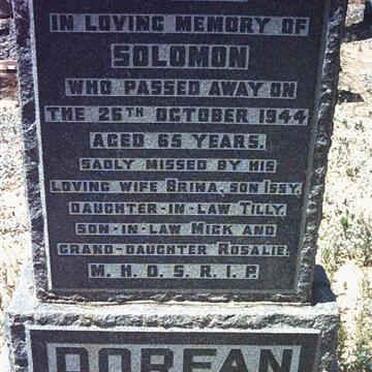 IN LOVING MEMORY OF
SOLOMON
WHO PASSED AWAY ON
THE 26TH OCTOBER 1944
AGED 65 YEARS.
SADLY MISSED BY HIS
LOVING WIFE BRINA, SON ISSY,
DAUGHTER-IN-LAW TILLY,
SON-IN-LAW MICK AND
GRAND-DAUGHTER ROSALIE.
M.H.D.S.R.I.P.
DORFAN